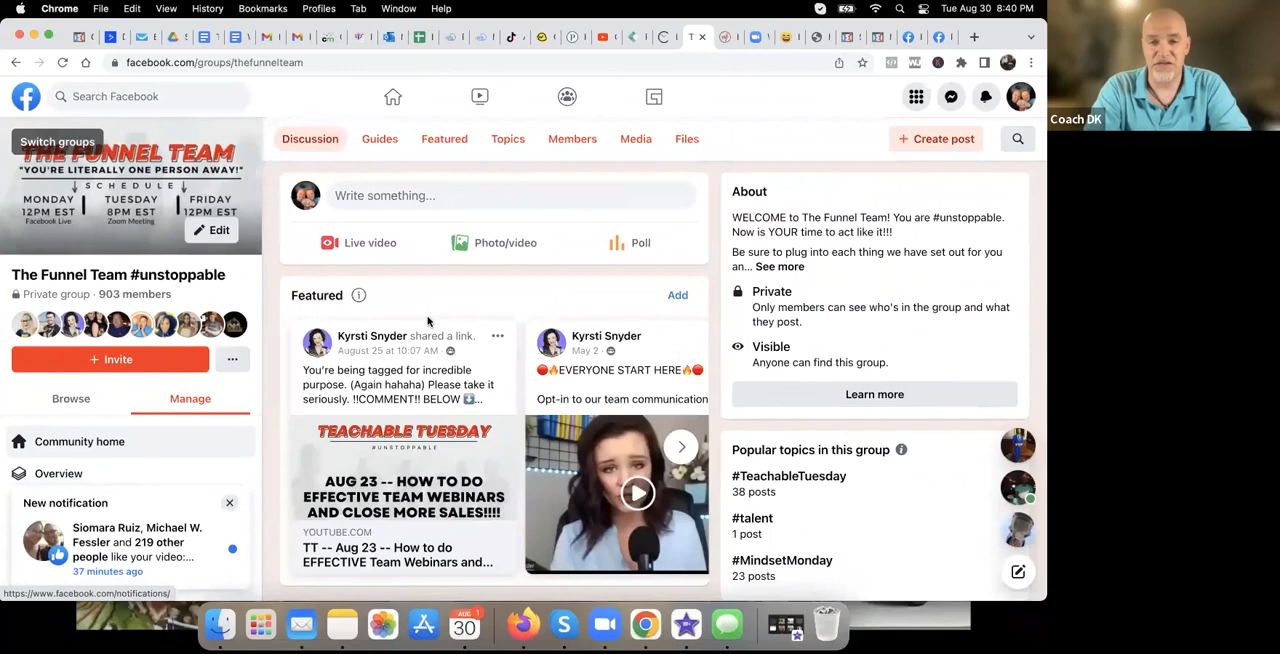 Chrome File Edit View History Bookmarks Profiles Tab Window Help
Tue Aug 30 8:40 PM
facebook.com/groups/thefunnelteam
Search Facebook
Switch groups
THE FUNNEL TEAM
"YOU'RE LITERALLY ONE PERSON AWAY!"
SCHEDULE
MONDAY TUESDAY FRIDAY
12PM EST 8PM EST 12PM EST
Facebook Live Zoom Meeting
Edit
The Funnel Team #unstoppable
Private group · 903 members
+ Invite
Browse Manage
Community home
Overview
New notification
Siomara Ruiz, Michael W.
Fessler and 219 other
people like your video:...
37 minutes ago
https://www.facebook.com/notifications/
Discussion Guides Featured Topics Members Media Files
+ Create post
Write something...
Live video Photo/video Poll
Featured
Add
Kyrsti Snyder shared a link.
August 25 at 10:07 AM
You're being tagged for incredible
purpose. (Again hahaha) Please take it
seriously. !!COMMENT!! BELOW ⬇️...
TEACHABLE TUESDAY
#UNSTOPPABLE
AUG 23 -- HOW TO DO
EFFECTIVE TEAM WEBINARS
AND CLOSE MORE SALES!!!!
YOUTUBE.COM
TT -- Aug 23 -- How to do
EFFECTIVE Team Webinars and...
Kyrsti Snyder
May 2
🔴🔥EVERYONE START HERE🔥🔴
Opt-in to our team communication
About
WELCOME to The Funnel Team! You are #unstoppable.
Now is YOUR time to act like it!!!
Be sure to plug into each thing we have set out for you
an... See more
Private
Only members can see who's in the group and what
they post.
Visible
Anyone can find this group.
Learn more
Popular topics in this group
#TeachableTuesday
38 posts
#talent
1 post
#MindsetMonday
23 posts
AUG 1
30
Coach DK